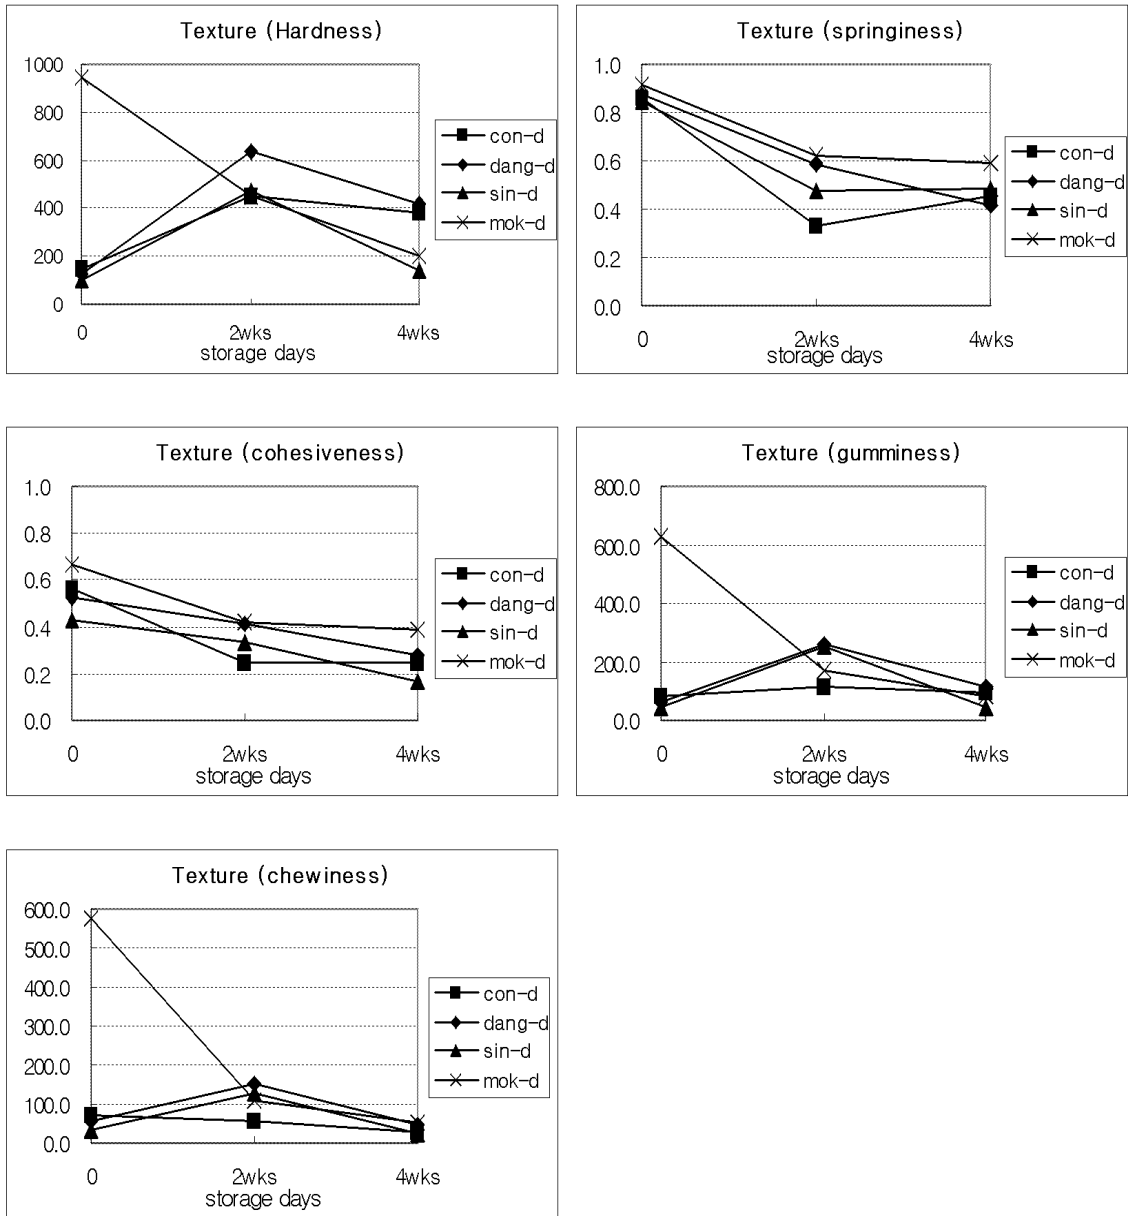 Texture (Hardness)
1000
800
600
400
200
0
0 2wks 4wks
storage days
con-d
dang-d
sin-d
mok-d
Texture (springiness)
1.0
0.8
0.6
0.4
0.2
0.0
0 2wks 4wks
storage days
con-d
dang-d
sin-d
mok-d
Texture (cohesiveness)
1.0
0.8
0.6
0.4
0.2
0.0
0 2wks 4wks
storage days
con-d
dang-d
sin-d
mok-d
Texture (gumminess)
800.0
600.0
400.0
200.0
0.0
0 2wks 4wks
storage days
con-d
dang-d
sin-d
mok-d
Texture (chewiness)
600.0
500.0
400.0
300.0
200.0
100.0
0.0
0 2wks 4wks
storage days
con-d
dang-d
sin-d
mok-d